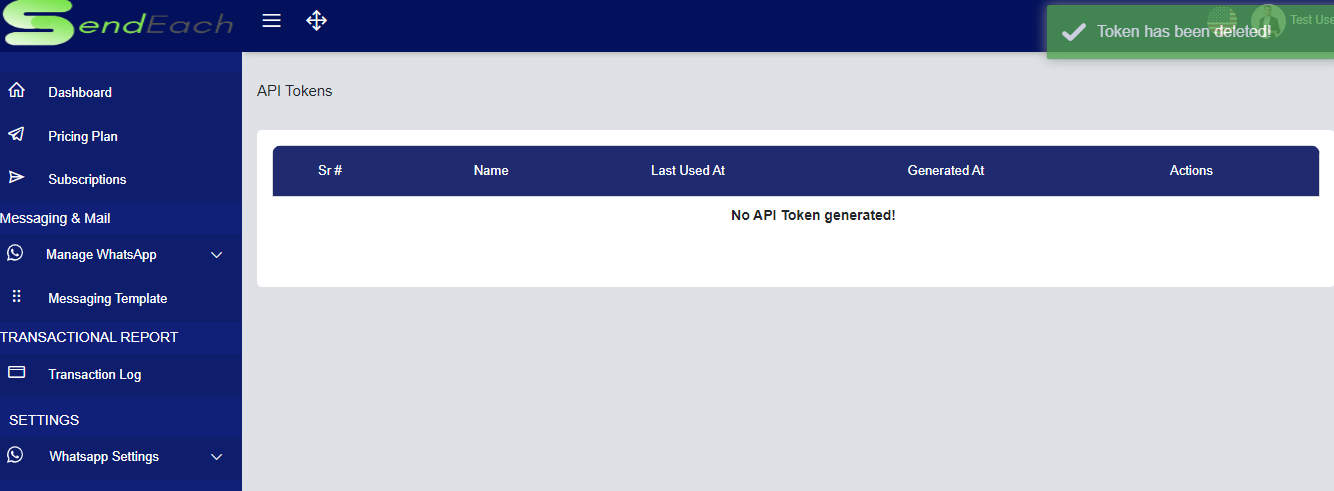 SendEach
Test Use
Token has been deleted!
Dashboard
Pricing Plan
Subscriptions
Messaging & Mail
Manage WhatsApp
Messaging Template
TRANSACTIONAL REPORT
Transaction Log
SETTINGS
Whatsapp Settings
API Tokens
Sr # Name Last Used At Generated At Actions
No API Token generated!